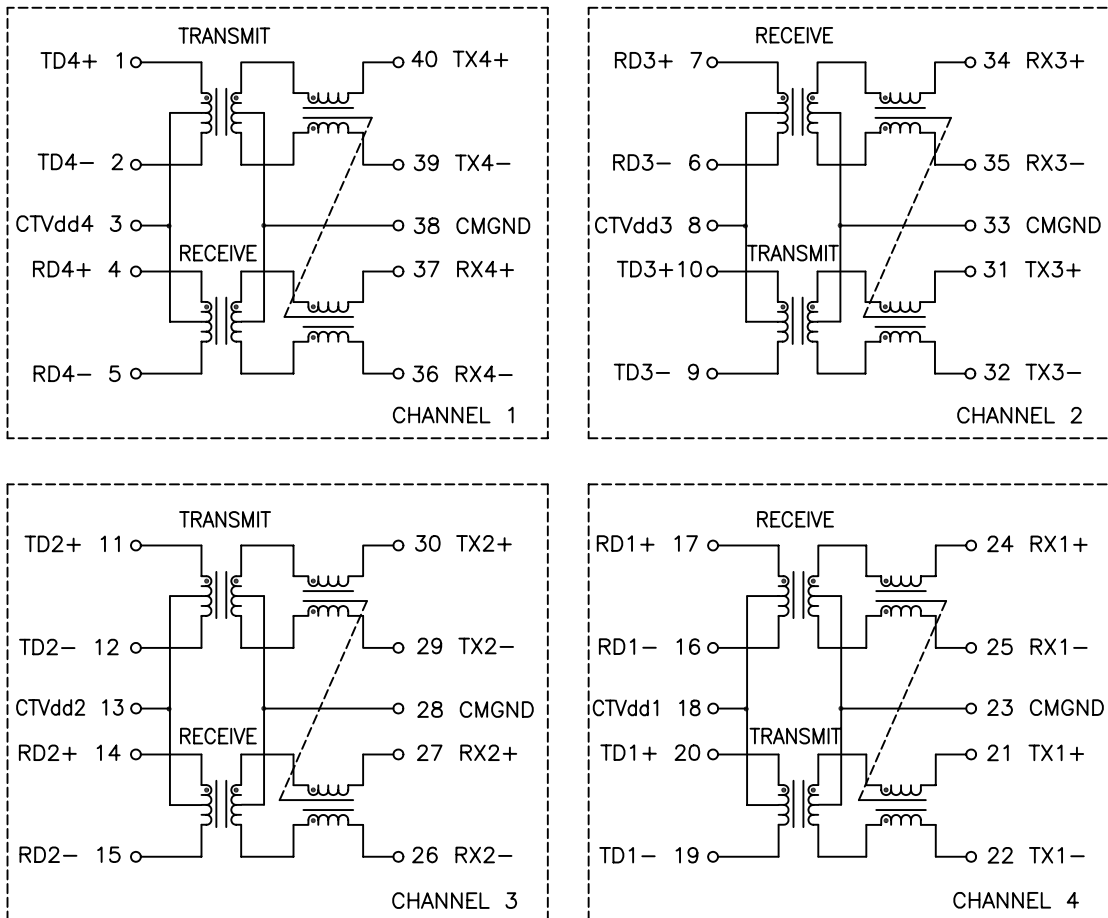 TRANSMIT
TD4+ 1 40 TX4+
TD4- 2 39 TX4-
CTVdd4 3 38 CMGND
RECEIVE
RD4+ 4 37 RX4+
RD4- 5 36 RX4-
CHANNEL 1
RECEIVE
RD3+ 7 34 RX3+
RD3- 6 35 RX3-
CTVdd3 8 33 CMGND
TRANSMIT
TD3+ 10 31 TX3+
TD3- 9 32 TX3-
CHANNEL 2
TRANSMIT
TD2+ 11 30 TX2+
TD2- 12 29 TX2-
CTVdd2 13 28 CMGND
RECEIVE
RD2+ 14 27 RX2+
RD2- 15 26 RX2-
CHANNEL 3
RECEIVE
RD1+ 17 24 RX1+
RD1- 16 25 RX1-
CTVdd1 18 23 CMGND
TRANSMIT
TD1+ 20 21 TX1+
TD1- 19 22 TX1-
CHANNEL 4